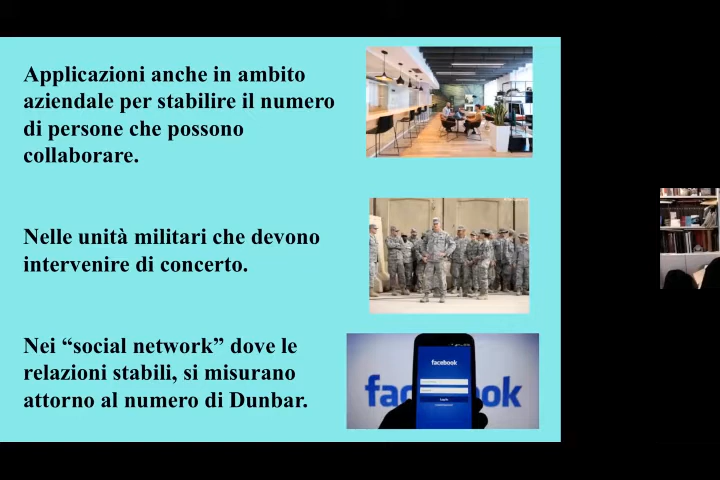 Applicazioni anche in ambito
aziendale per stabilire il numero
di persone che possono
collaborare.
Nelle unità militari che devono
intervenire di concerto.
Nei “social network” dove le
relazioni stabili, si misurano
attorno al numero di Dunbar.
facebook